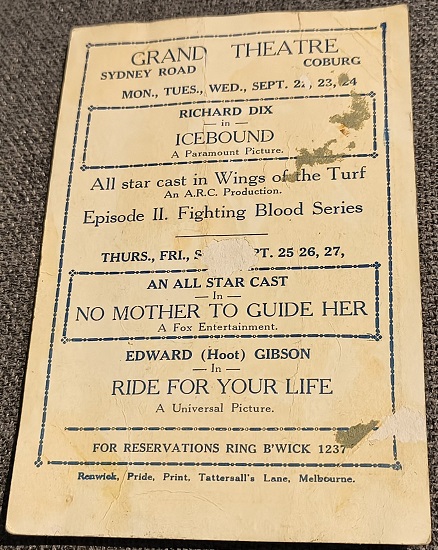 GRAND THEATRE
SYDNEY ROAD COBURG
MON., TUES., WED., SEPT. 22, 23, 24
RICHARD DIX
— in —
ICEBOUND
A Paramount Picture.
All star cast in Wings of the Turf
An A.R.C. Production.
Episode II. Fighting Blood Series
THURS., FRI., 25 26, 27,
AN ALL STAR CAST
— In —
NO MOTHER TO GUIDE HER
A Fox Entertainment.
EDWARD (Hoot) GIBSON
— In —
RIDE FOR YOUR LIFE
A Universal Picture.
FOR RESERVATIONS RING B'WICK 1237
Renwick, Pride, Print, Tattersall's Lane, Melbourne.